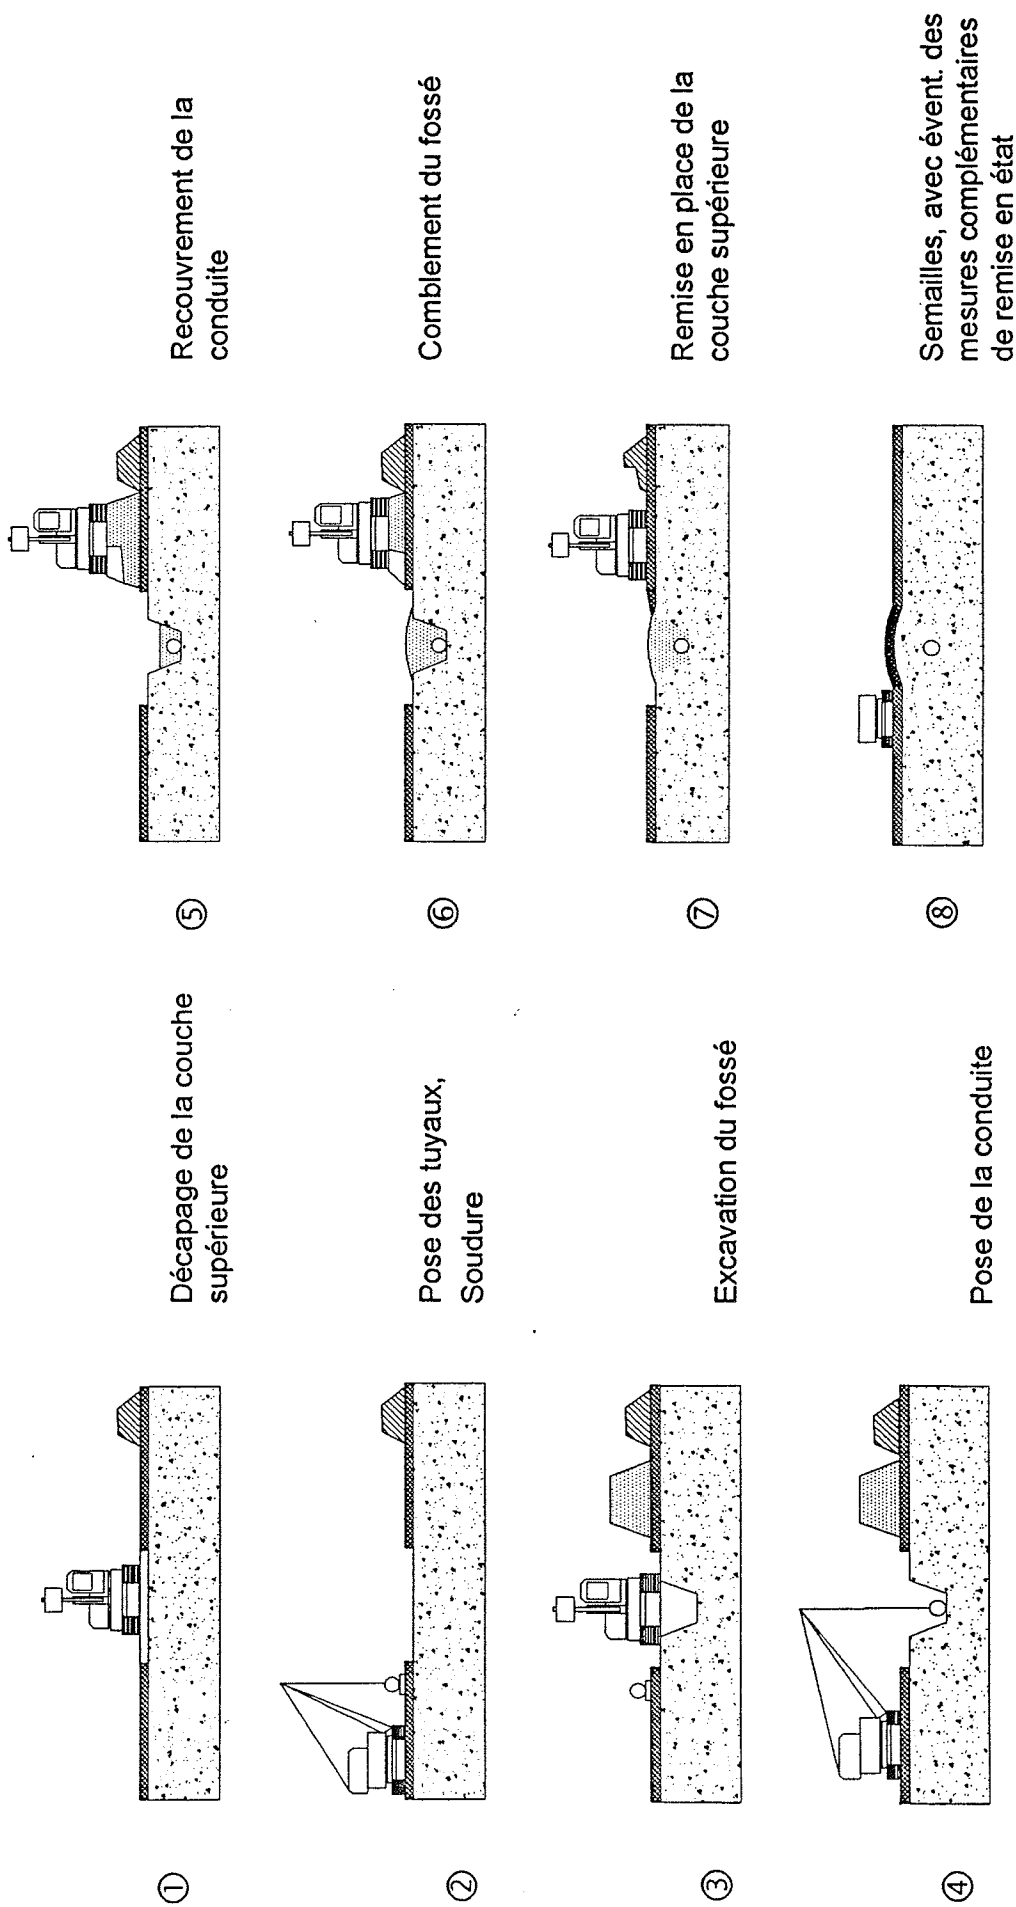 ①
Décapage de la couche
supérieure
②
Pose des tuyaux,
Soudure
③
Excavation du fossé
④
Pose de la conduite
⑤
Recouvrement de la
conduite
⑥
Comblement du fossé
⑦
Remise en place de la
couche supérieure
⑧
Semailles, avec évent. des
mesures complémentaires
de remise en état